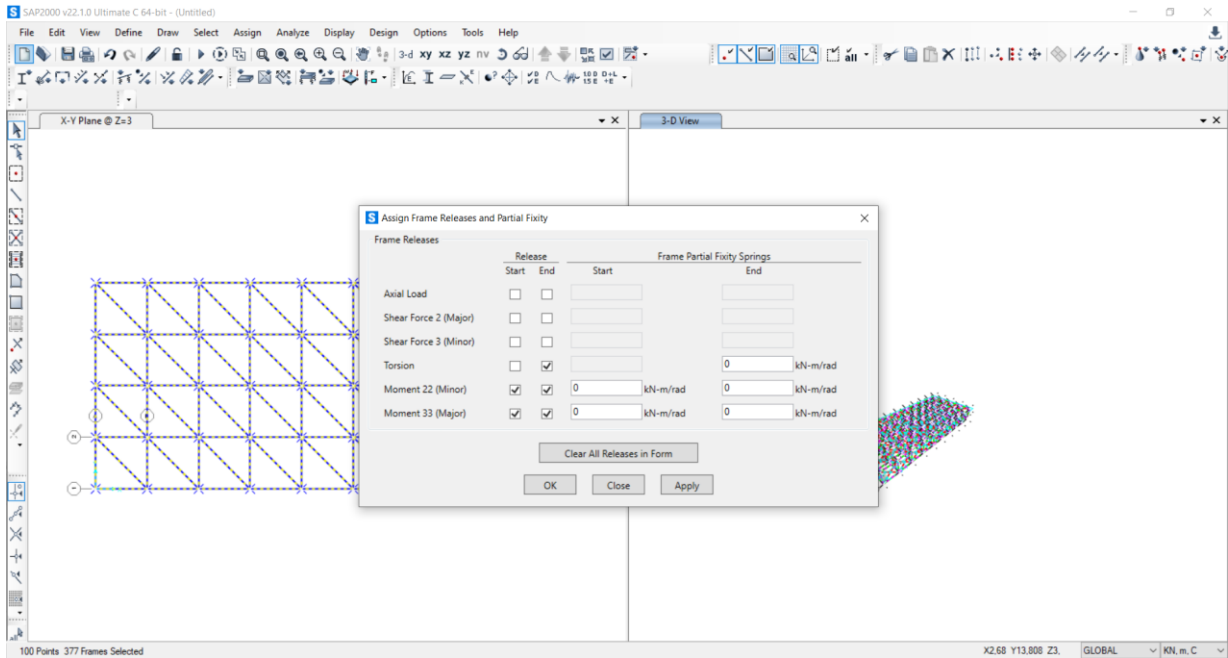 SAP2000 v22.1.0 Ultimate C 64-bit - (Untitled)
File Edit View Define Draw Select Assign Analyze Display Design Options Tools Help
3-d xy xz yz nv
all
X-Y Plane @ Z=3
3-D View
Assign Frame Releases and Partial Fixity
Frame Releases
Release Frame Partial Fixity Springs
Start End Start End
Axial Load
Shear Force 2 (Major)
Shear Force 3 (Minor)
Torsion 0 kN-m/rad
Moment 22 (Minor) 0 kN-m/rad 0 kN-m/rad
Moment 33 (Major) 0 kN-m/rad 0 kN-m/rad
Clear All Releases in Form
OK Close Apply
100 Points 377 Frames Selected
X2,68 Y13,808 Z3, GLOBAL KN, m, C